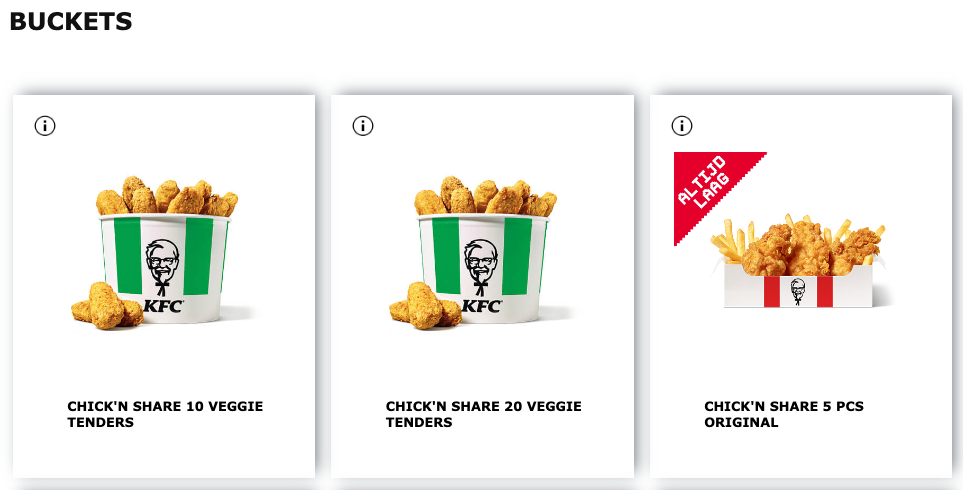 BUCKETS
KFC
CHICK'N SHARE 10 VEGGIE
TENDERS
KFC
CHICK'N SHARE 20 VEGGIE
TENDERS
ALTIJD
LAAG
CHICK'N SHARE 5 PCS
ORIGINAL